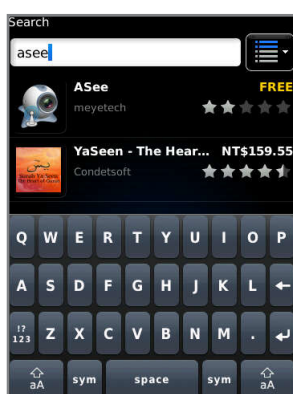 Search
asee
ASee FREE
meyetech
YaSeen - The Hear... NT$159.55
Condetsoft
Q W E R T Y U I O P
A S D F G H J K L
!?123 Z X C V B N M .
aA sym space sym aA